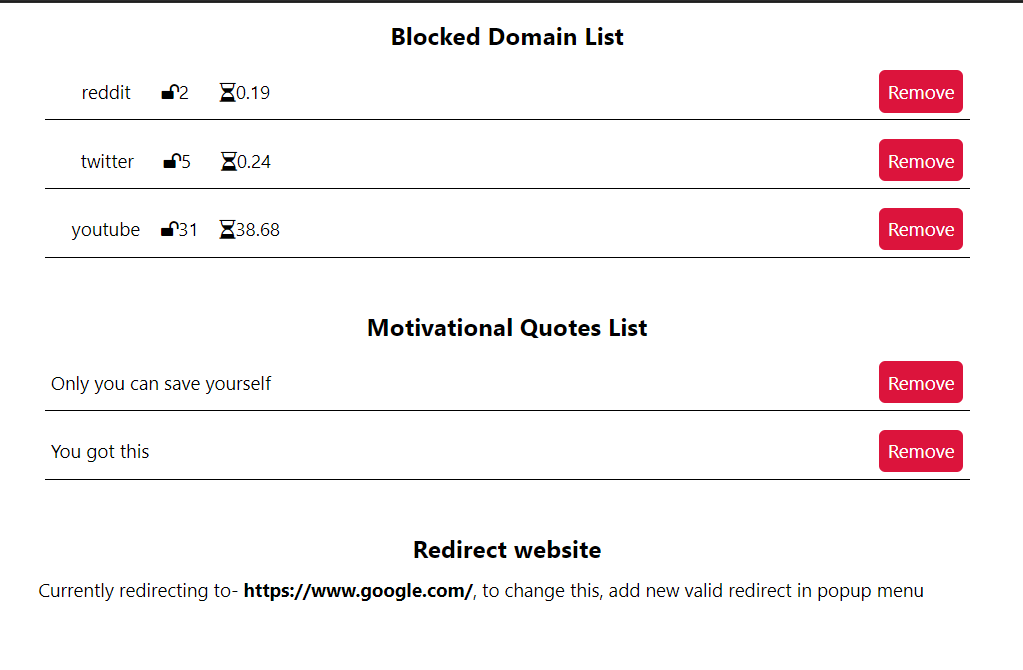 Blocked Domain List
reddit 2 0.19 Remove
twitter 5 0.24 Remove
youtube 31 38.68 Remove
Motivational Quotes List
Only you can save yourself Remove
You got this Remove
Redirect website
Currently redirecting to- https://www.google.com/, to change this, add new valid redirect in popup menu